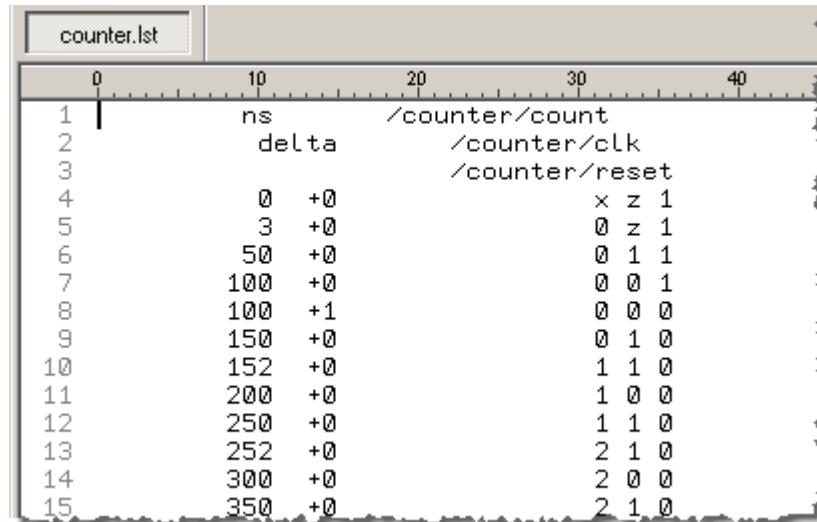 counter.lst
0 10 20 30 40
1 ns /counter/count
2 delta /counter/clk
3 /counter/reset
4 0 +0 x z 1
5 3 +0 0 z 1
6 50 +0 0 1 1
7 100 +0 0 0 1
8 100 +1 0 0 0
9 150 +0 0 1 0
10 152 +0 1 1 0
11 200 +0 1 0 0
12 250 +0 1 1 0
13 252 +0 2 1 0
14 300 +0 2 0 0
15 350 +0 2 1 0